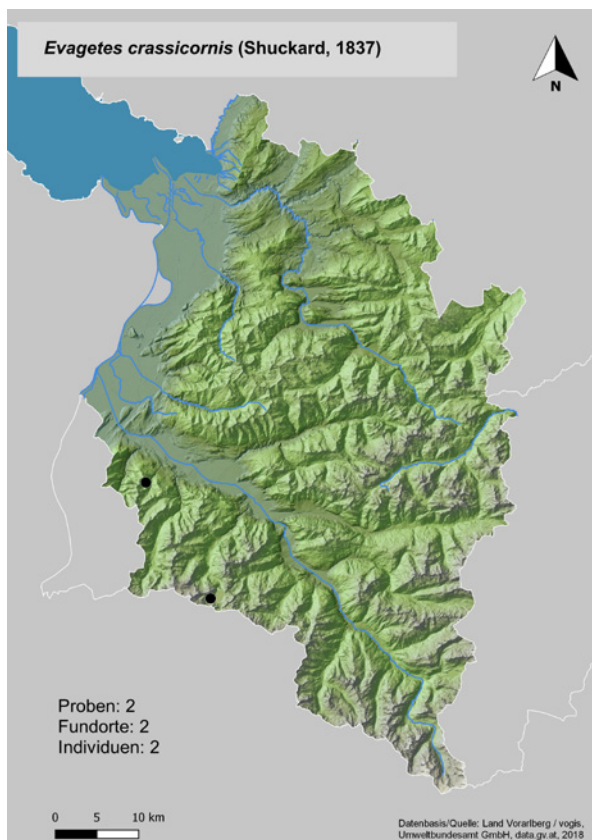 Evagetes crassicornis (Shuckard, 1837)
N
Proben: 2
Fundorte: 2
Individuen: 2
0 5 10 km
Datenbasis/Quelle: Land Vorarlberg / vogis,
Umweltbundesamt GmbH, data.gv.at, 2018